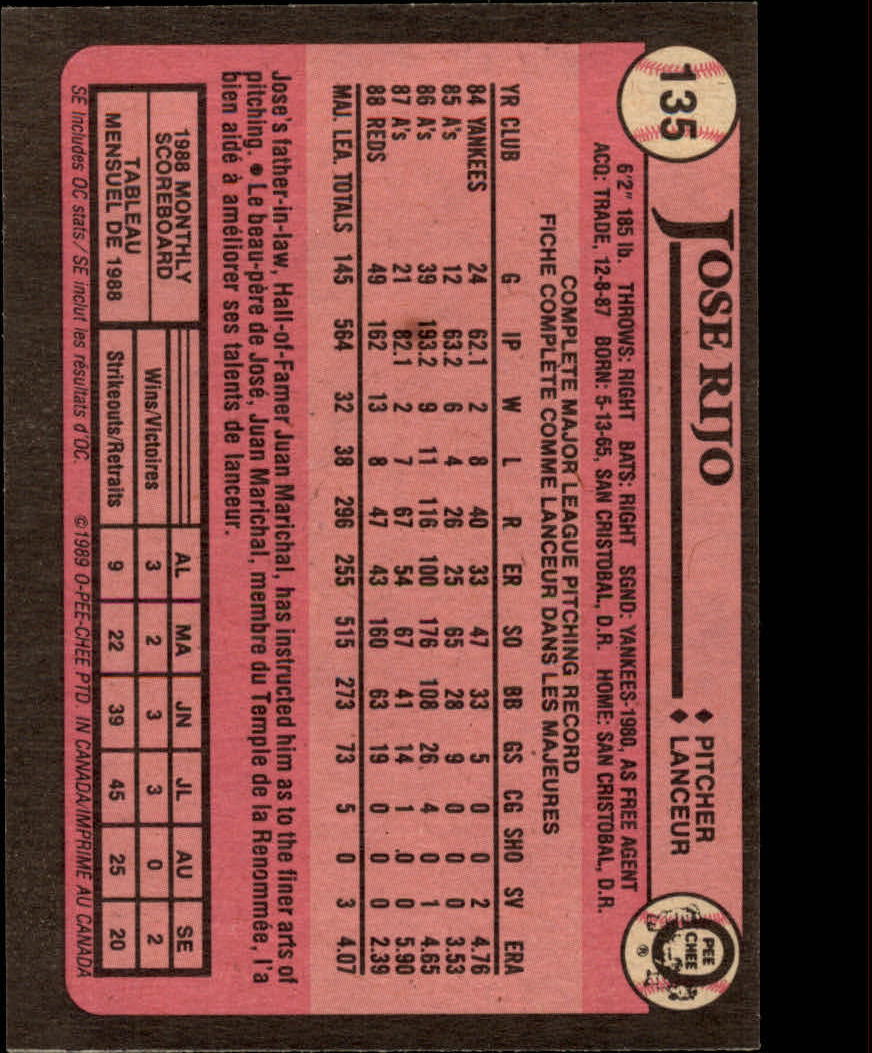 135
JOSE RIJO
♦ PITCHER
♦ LANCEUR
O PEE CHEE ®
6'2" 185 lb. THROWS: RIGHT BATS: RIGHT SGND: YANKEES-1980, AS FREE AGENT
ACQ: TRADE, 12-8-87 BORN: 5-13-65, SAN CRISTOBAL, D.R. HOME: SAN CRISTOBAL, D.R.
COMPLETE MAJOR LEAGUE PITCHING RECORD
FICHE COMPLÈTE COMME LANCEUR DANS LES MAJEURES
YR CLUB G IP W L R ER SO BB GS CG SHO SV ERA
84 YANKEES 24 62.1 2 8 40 33 47 33 5 0 0 2 4.76
85 A's 12 63.2 6 4 26 25 65 28 9 0 0 0 3.53
86 A's 39 193.2 9 11 116 100 176 108 26 4 0 1 4.65
87 A's 21 82.1 2 7 67 54 67 41 14 1 .0 0 5.90
88 REDS 49 162 13 8 47 43 160 63 19 0 0 0 2.39
MAJ. LEA. TOTALS 145 564 32 38 296 255 515 273 73 5 0 3 4.07
Jose's father-in-law, Hall-of-Famer Juan Marichal, has instructed him as to the finer arts of
pitching. ● Le beau-père de José, Juan Marichal, membre du Temple de la Renommée, l'a
bien aidé à améliorer ses talents de lanceur.
1988 MONTHLY
SCOREBOARD
TABLEAU
MENSUEL DE 1988
AL MA JN JL AU SE
Wins/Victoires 3 2 3 3 0 2
Strikeouts/Retraits 9 22 39 45 25 20
SE includes OC stats / SE inclut les résultats d'OC. ©1989 O-PEE-CHEE PTD. IN CANADA/IMPRIMÉ AU CANADA